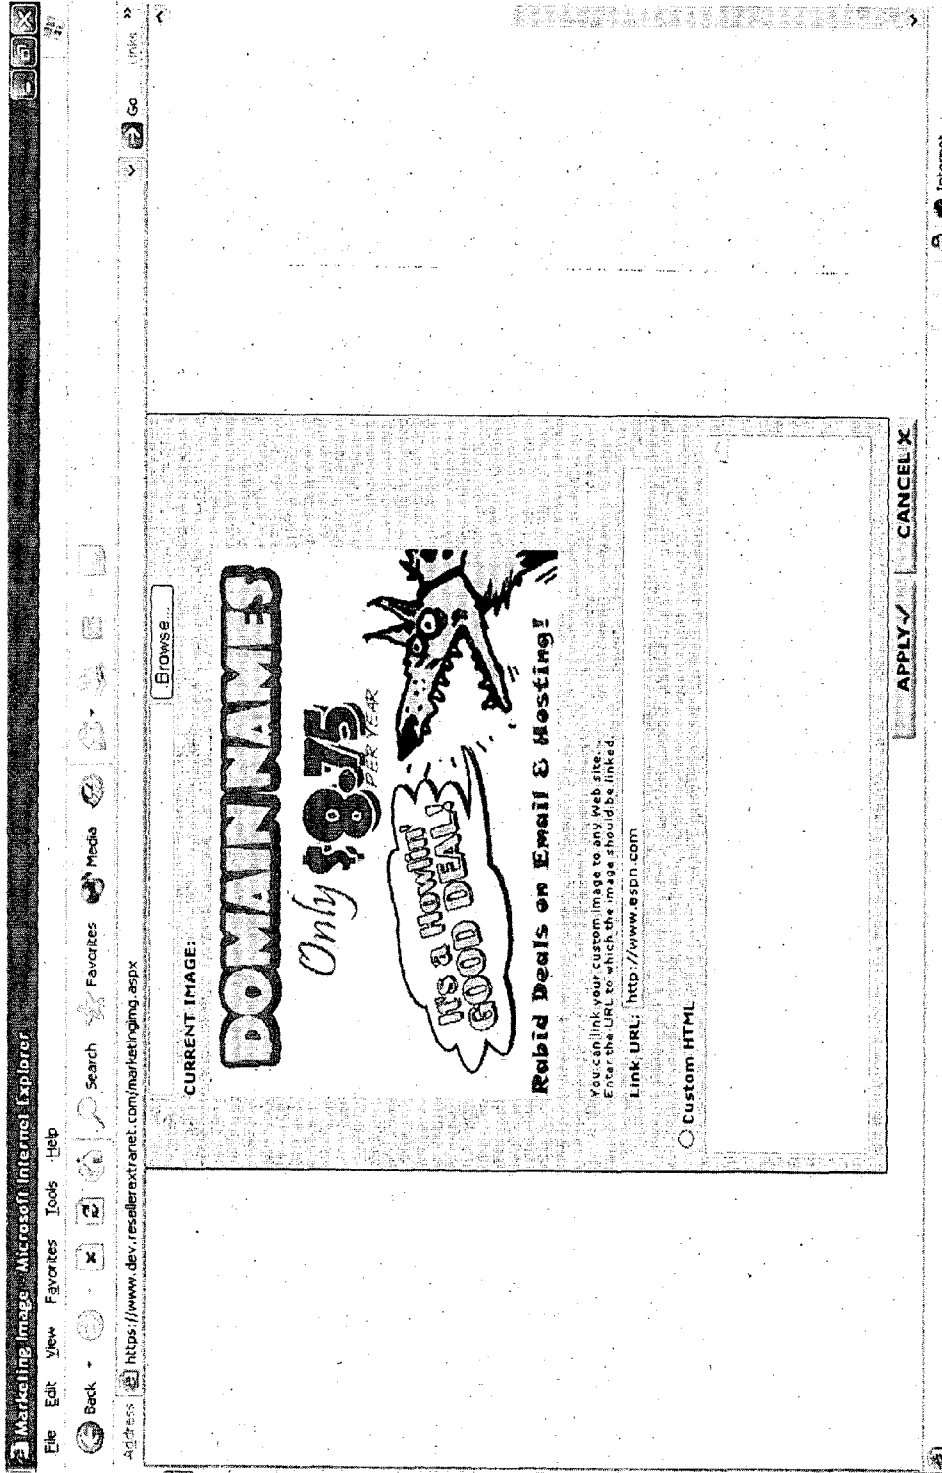 Marketing Image - Microsoft Internet Explorer
File Edit View Favorites Tools Help
Back Search Favorites Media
Address https://www.dev.resellerextranet.com/marketingimg.aspx Go Links »
Browse...
CURRENT IMAGE:
DOMAIN NAMES
Only $8.75
PER YEAR
It's a Howlin'
GOOD DEAL!
Rabid Deals on Email & Hosting!
You can link your custom image to any Web site.
Enter the URL to which the image should be linked.
Link URL: http://www.espn.com
Custom HTML
APPLY CANCEL X
Internet